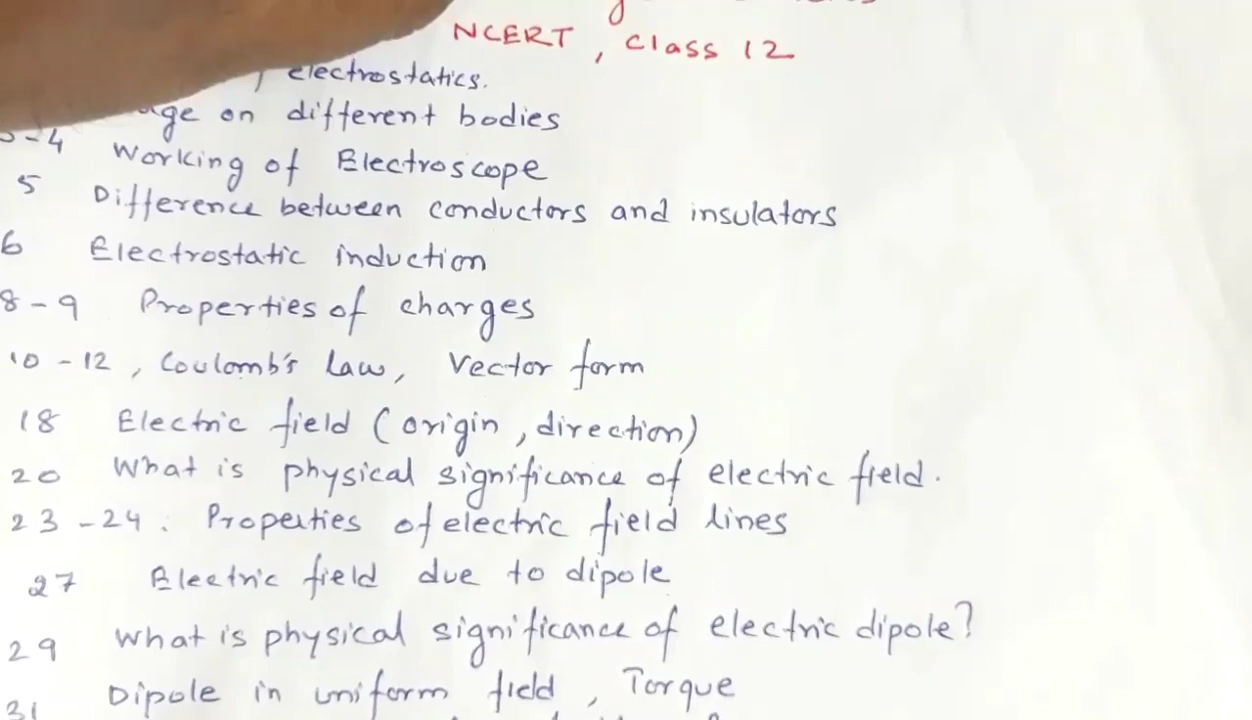 NCERT, Class 12
electrostatics.
on different bodies
Working of Electroscope
5 Difference between conductors and insulators
6 Electrostatic induction
8-9 Properties of charges
10-12, Coulomb's law, Vector form
18 Electric field (origin, direction)
20 What is physical significance of electric field.
23-24. Properties of electric field lines
27 Electric field due to dipole
29 What is physical significance of electric dipole?
31 Dipole in uniform field, Torque